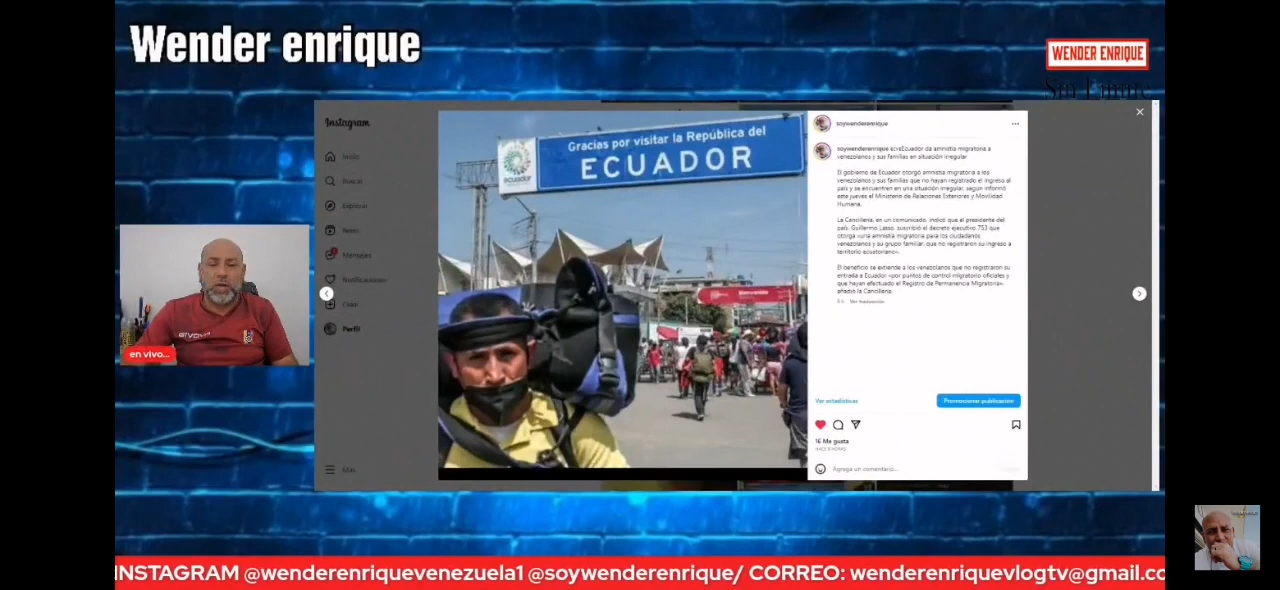 Wender enrique
WENDER ENRIQUE
Instagram
Inicio
Buscar
Explorar
Reels
Mensajes
Notificaciones
Crear
Perfil
Más
Gracias por visitar la República del
ECUADOR
ecuador
Bienvenidos
en vivo...
soywenderenrique
soywenderenrique Ecuador da amnistía migratoria a
venezolanos y sus familias en situación irregular
El gobierno de Ecuador otorgó amnistía migratoria a los
venezolanos y sus familias que no hayan registrado el ingreso al
país y se encuentren en una situación irregular, según informó
este jueves el Ministerio de Relaciones Exteriores y Movilidad
Humana.
La Cancillería, en un comunicado, indicó que el presidente del
país, Guillermo Lasso, suscribió el decreto ejecutivo 753 que
otorga «una amnistía migratoria para los ciudadanos
venezolanos y su grupo familiar, que no registraron su ingreso a
territorio ecuatoriano».
El beneficio se extiende a los venezolanos que no registraron su
entrada a Ecuador «por puntos de control migratorio oficiales y
que hayan efectuado el Registro de Permanencia Migratoria»,
añadió la Cancillería.
Ver traducción
Ver estadísticas
Promocionar publicación
16 Me gusta
HACE 8 HORAS
Agrega un comentario...
INSTAGRAM @wenderenriquevenezuela1 @soywenderenrique/ CORREO: wenderenriquevlogtv@gmail.co